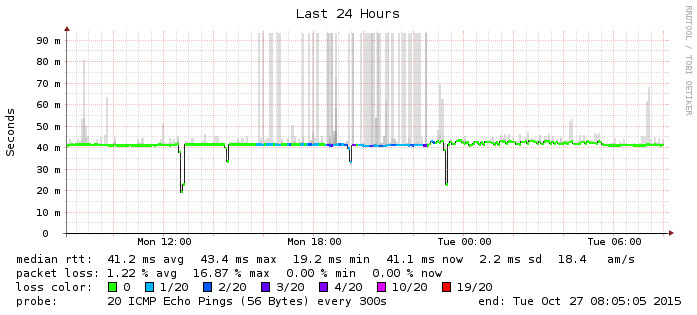 Last 24 Hours
RRDTOOL / TOBI OETIKER
Seconds
90 m
80 m
70 m
60 m
50 m
40 m
30 m
20 m
10 m
0
Mon 12:00 Mon 18:00 Tue 00:00 Tue 06:00
median rtt: 41.2 ms avg 43.4 ms max 19.2 ms min 41.1 ms now 2.2 ms sd 18.4 am/s
packet loss: 1.22 % avg 16.87 % max 0.00 % min 0.00 % now
loss color: 0 1/20 2/20 3/20 4/20 10/20 19/20
probe: 20 ICMP Echo Pings (56 Bytes) every 300s end: Tue Oct 27 08:05:05 2015